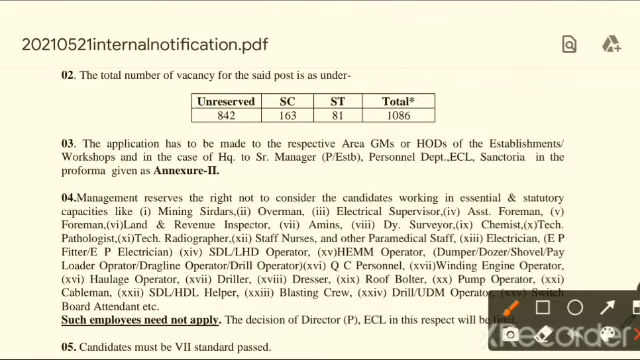 20210521internalnotification.pdf
02. The total number of vacancy for the said post is as under-
Unreserved SC ST Total*
842 163 81 1086
03. The application has to be made to the respective Area GMs or HODs of the Establishments/
Workshops and in the case of Hq. to Sr. Manager (P/Estb), Personnel Dept.,ECL, Sanctoria in the
proforma given as Annexure-II.
04.Management reserves the right not to consider the candidates working in essential & statutory
capacities like (i) Mining Sirdars,(ii) Overman, (iii) Electrical Supervisor,(iv) Asst. Foreman, (v)
Foreman,(vi)Land & Revenue Inspector, (vii) Amins, (viii) Dy. Surveyor,(ix) Chemist,(x)Tech.
Pathologist,(xi)Tech. Radiographer,(xii) Staff Nurses, and other Paramedical Staff, (xiii) Electrician, (E P
Fitter/E P Electrician) (xiv) SDL/LHD Operator, (xv)HEMM Operator, (Dumper/Dozer/Shovel/Pay
Loader Oprator/Dragline Operator/Drill Operator)(xvi) Q C Personnel, (xvii)Winding Engine Operator,
(xvi) Haulage Operator, (xvii) Driller, (xviii) Dresser, (xix) Roof Bolter, (xx) Pump Operator, (xxi)
Cableman, (xxii) SDL/HDL Helper, (xxiii) Blasting Crew, (xxiv) Drill/UDM Operator, (xxv) Switch
Board Attendant etc.
Such employees need not apply. The decision of Director (P), ECL in this respect will be final.
05. Candidates must be VII standard passed.